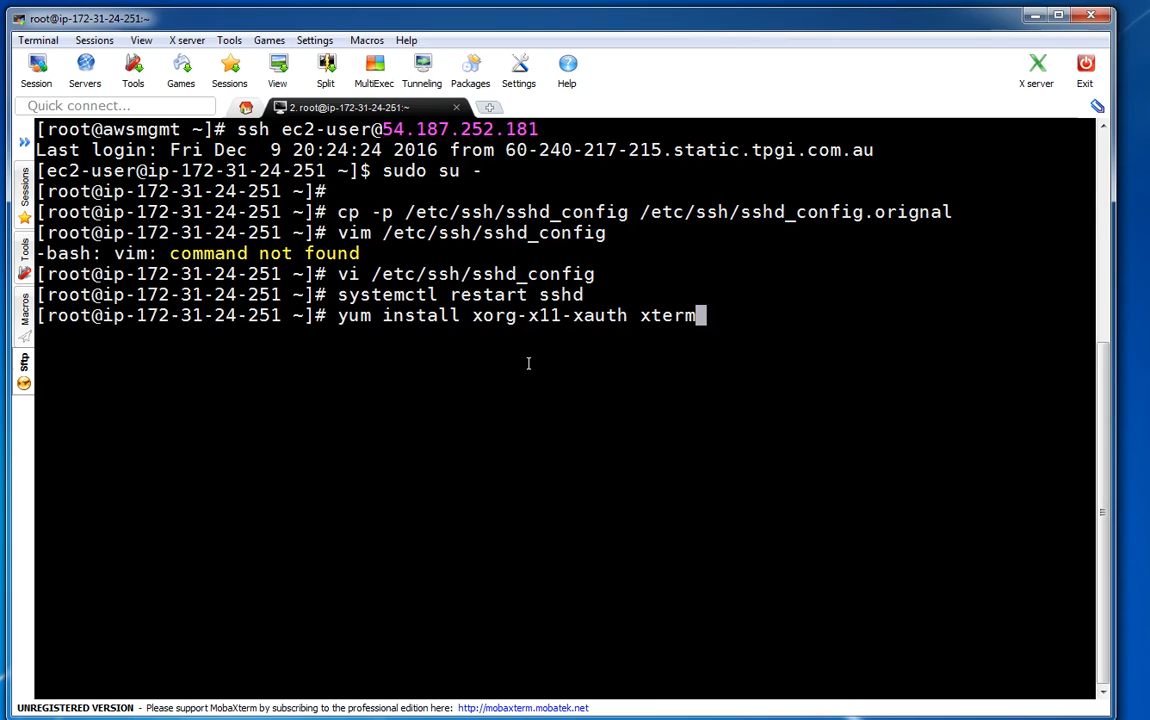 root@ip-172-31-24-251:~
Terminal Sessions View X server Tools Games Settings Macros Help
Session Servers Tools Games Sessions View Split MultiExec Tunneling Packages Settings Help X server Exit
Quick connect...
2. root@ip-172-31-24-251:~
Sessions
Tools
Macros
Sftp
[root@awsmgmt ~]# ssh ec2-user@54.187.252.181
Last login: Fri Dec  9 20:24:24 2016 from 60-240-217-215.static.tpgi.com.au
[ec2-user@ip-172-31-24-251 ~]$ sudo su -
[root@ip-172-31-24-251 ~]#
[root@ip-172-31-24-251 ~]# cp -p /etc/ssh/sshd_config /etc/ssh/sshd_config.orignal
[root@ip-172-31-24-251 ~]# vim /etc/ssh/sshd_config
-bash: vim: command not found
[root@ip-172-31-24-251 ~]# vi /etc/ssh/sshd_config
[root@ip-172-31-24-251 ~]# systemctl restart sshd
[root@ip-172-31-24-251 ~]# yum install xorg-x11-xauth xterm
UNREGISTERED VERSION - Please support MobaXterm by subscribing to the professional edition here: http://mobaxterm.mobatek.net